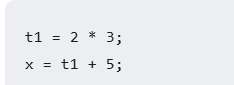 t1 = 2 * 3;
x = t1 + 5;